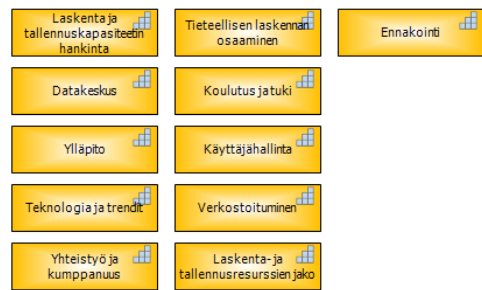 Laskenta ja
tallennuskapasiteetin
hankinta
Tieteellisen laskennan
osaaminen
Ennakointi
Datakeskus
Koulutus ja tuki
Ylläpito
Käyttäjähallinta
Teknologia ja trendit
Verkostoituminen
Yhteistyö ja
kumppanuus
Laskenta- ja
tallennusresurssien jako